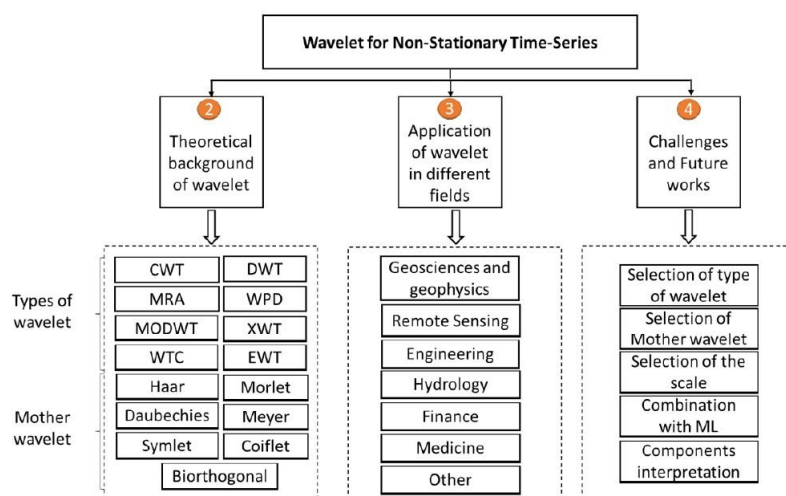 Wavelet for Non-Stationary Time-Series
2
Theoretical
background
of wavelet
3
Application
of wavelet
in different
fields
4
Challenges
and Future
works
Types of
wavelet
CWT
DWT
MRA
WPD
MODWT
XWT
WTC
EWT
Mother
wavelet
Haar
Morlet
Daubechies
Meyer
Symlet
Coiflet
Biorthogonal
Geosciences and
geophysics
Remote Sensing
Engineering
Hydrology
Finance
Medicine
Other
Selection of type
of wavelet
Selection of
Mother wavelet
Selection of the
scale
Combination
with ML
Components
interpretation